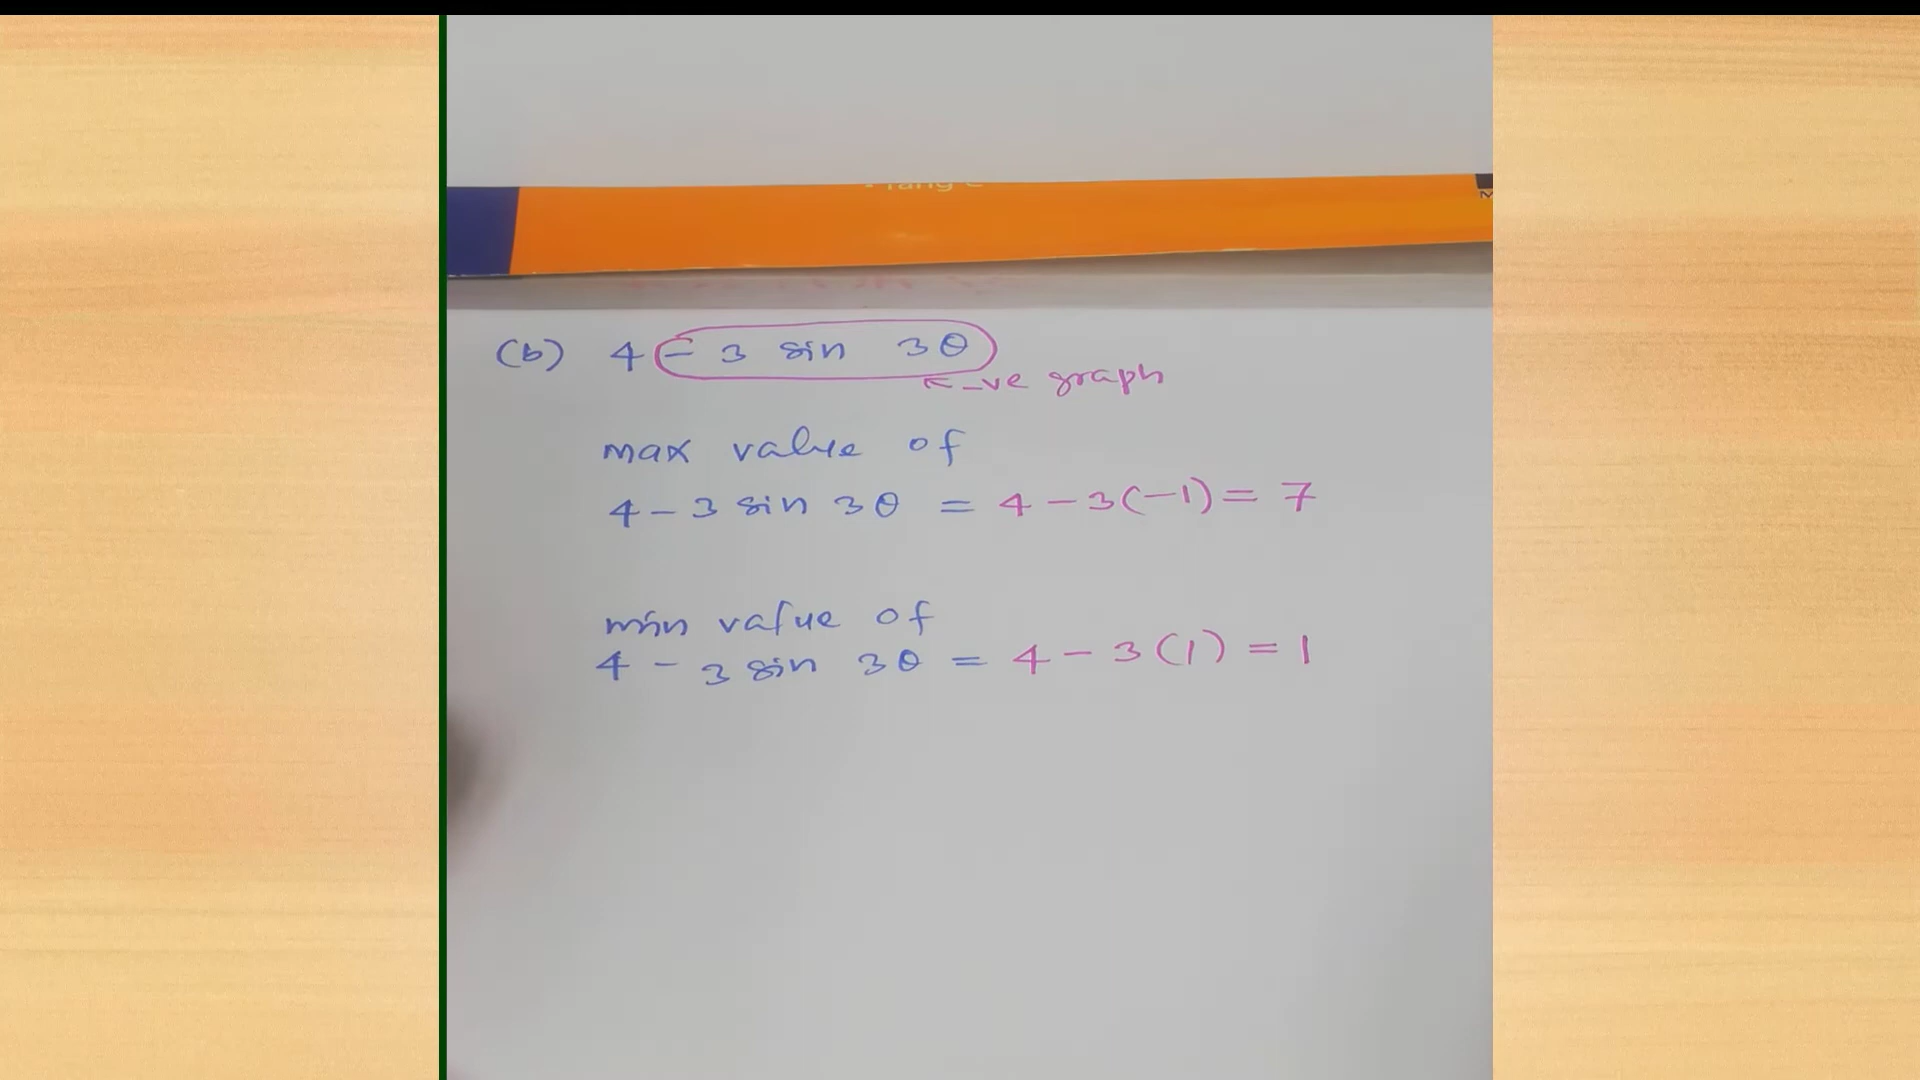 (b) 4 - 3 sin 3θ
← -ve graph
max value of
4 - 3 sin 3θ = 4 - 3(-1) = 7
min value of
4 - 3 sin 3θ = 4 - 3(1) = 1